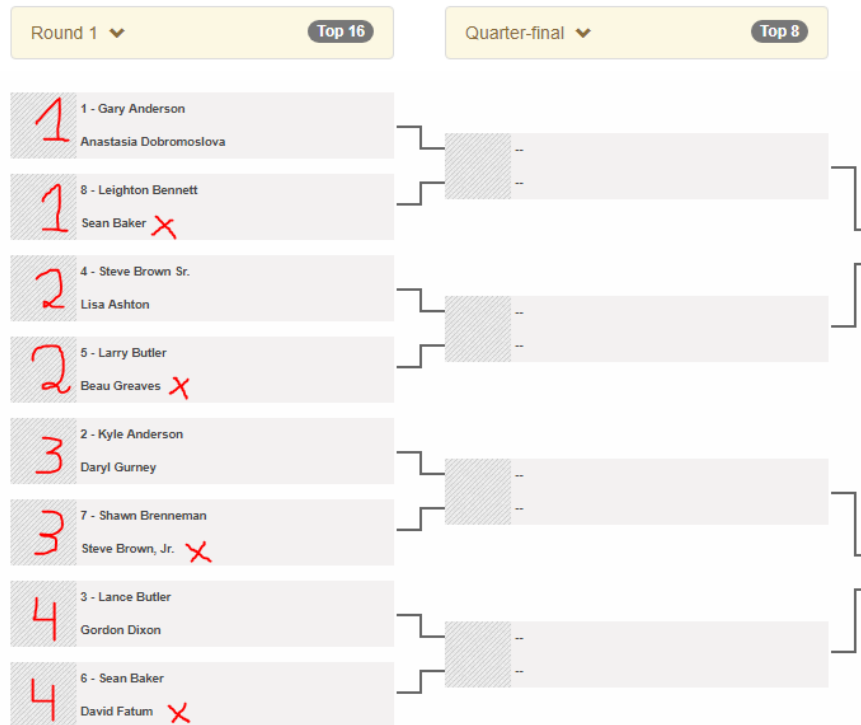 Round 1 Top 16
Quarter-final Top 8
1 1 - Gary Anderson
Anastasia Dobromoslova
--
--
1 8 - Leighton Bennett
Sean Baker X
2 4 - Steve Brown Sr.
Lisa Ashton
--
--
2 5 - Larry Butler
Beau Greaves X
3 2 - Kyle Anderson
Daryl Gurney
--
--
3 7 - Shawn Brenneman
Steve Brown, Jr. X
4 3 - Lance Butler
Gordon Dixon
--
--
4 6 - Sean Baker
David Fatum X